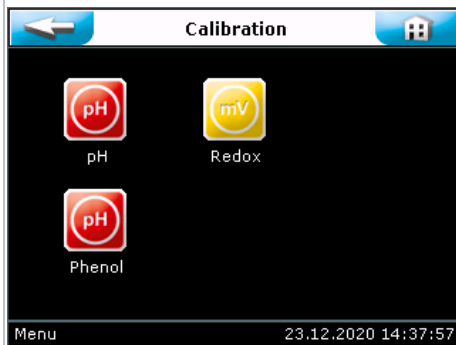 Calibration
pH
mV
pH
Redox
pH
Phenol
Menu
23.12.2020 14:37:57